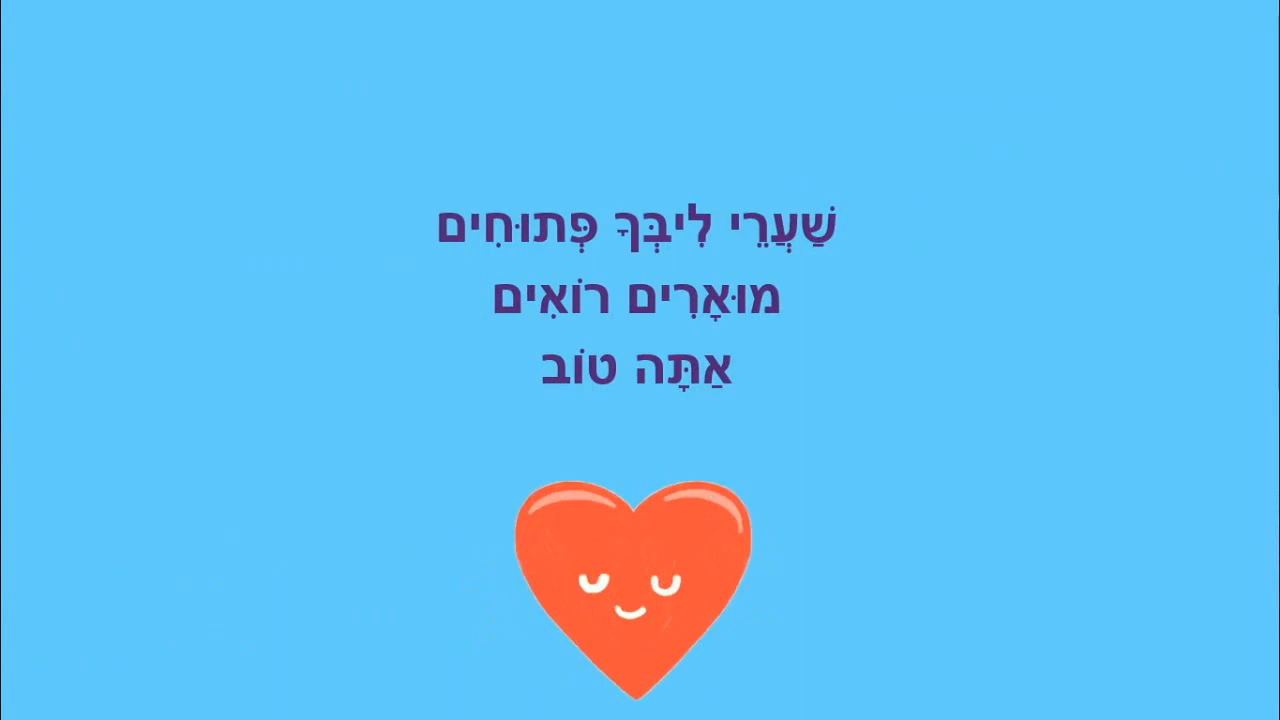 שַׁעֲרֵי לִיבְּךָ פְּתוּחִים
מוּאָרִים רוֹאִים
אַתָּה טוֹב